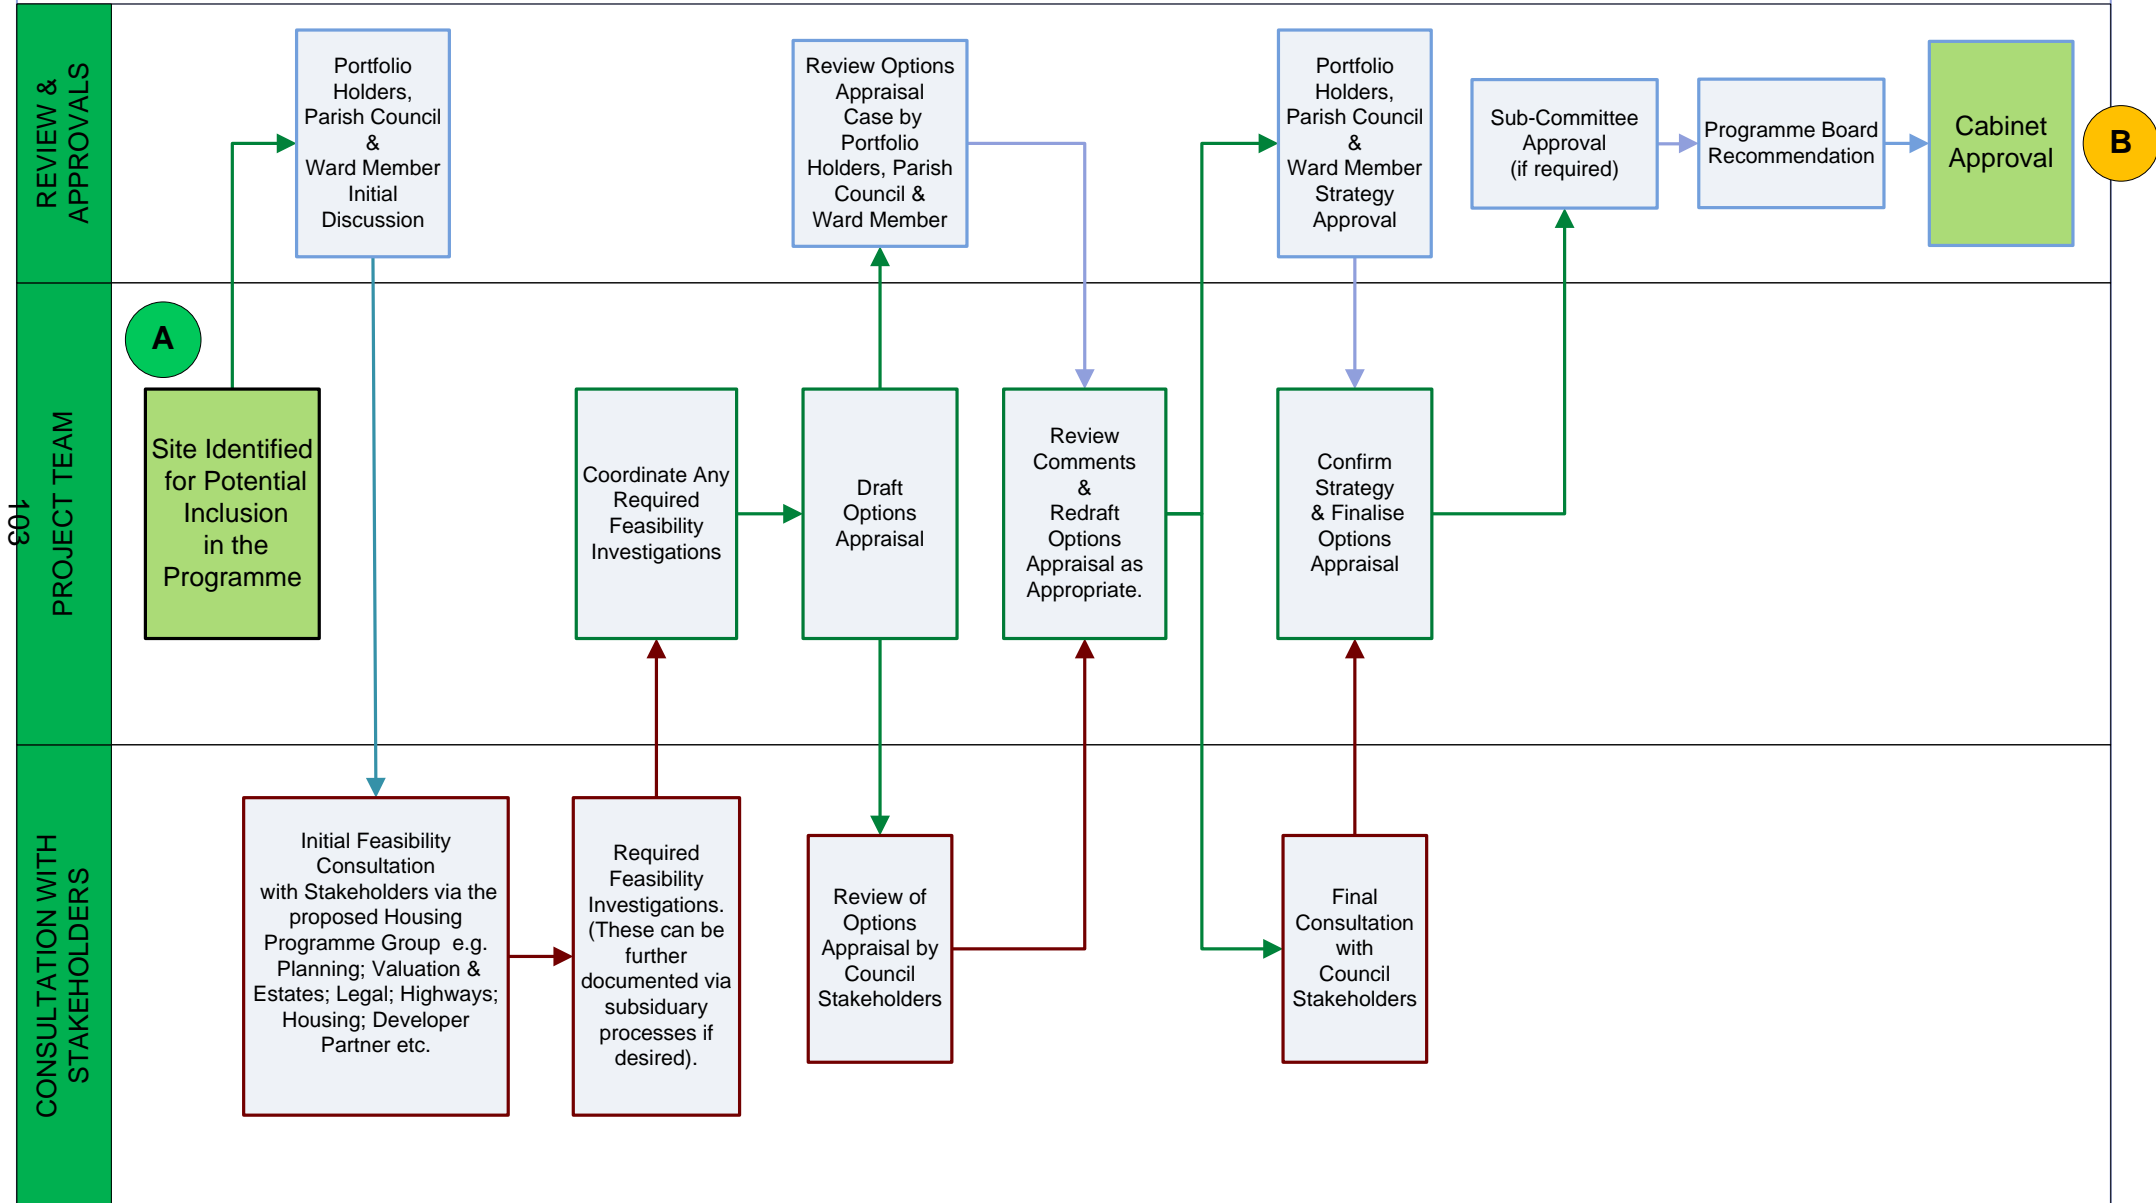 REVIEW &
APPROVALS
Portfolio
Holders,
Parish Council
&
Ward Member
Initial
Discussion
Review Options
Appraisal
Case by
Portfolio
Holders, Parish
Council &
Ward Member
Portfolio
Holders,
Parish Council
&
Ward Member
Strategy
Approval
Sub-Committee
Approval
(if required)
Programme Board
Recommendation
Cabinet
Approval
B
PROJECT TEAM
103
A
Site Identified
for Potential
Inclusion
in the
Programme
Coordinate Any
Required
Feasibility
Investigations
Draft
Options
Appraisal
Review
Comments
&
Redraft
Options
Appraisal as
Appropriate.
Confirm
Strategy
& Finalise
Options
Appraisal
CONSULTATION WITH
STAKEHOLDERS
Initial Feasibility
Consultation
with Stakeholders via the
proposed Housing
Programme Group e.g.
Planning; Valuation &
Estates; Legal; Highways;
Housing; Developer
Partner etc.
Required
Feasibility
Investigations.
(These can be
further
documented via
subsiduary
processes if
desired).
Review of
Options
Appraisal by
Council
Stakeholders
Final
Consultation
with
Council
Stakeholders